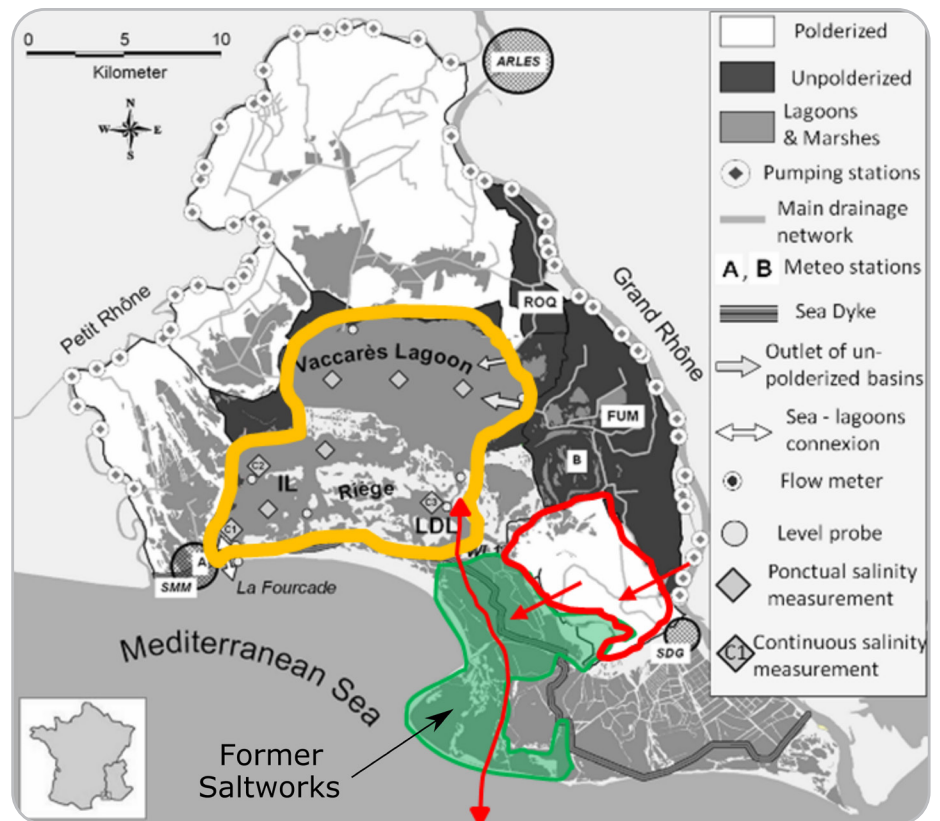 0 5 10
Kilometer
N
W E
S
ARLES
Petit Rhône
Grand Rhône
ROQ
Vaccarès Lagoon
FUM
B
C2
IL
Riège
C3
LDL
C1
A
SMM
La Fourcade
SDG
Mediterranean Sea
Former
Saltworks
Polderized
Unpolderized
Lagoons
& Marshes
Pumping stations
Main drainage
network
A, B Meteo stations
Sea Dyke
Outlet of un-
polderized basins
Sea - lagoons
connexion
Flow meter
Level probe
Ponctual salinity
measurement
C1 Continuous salinity
measurement